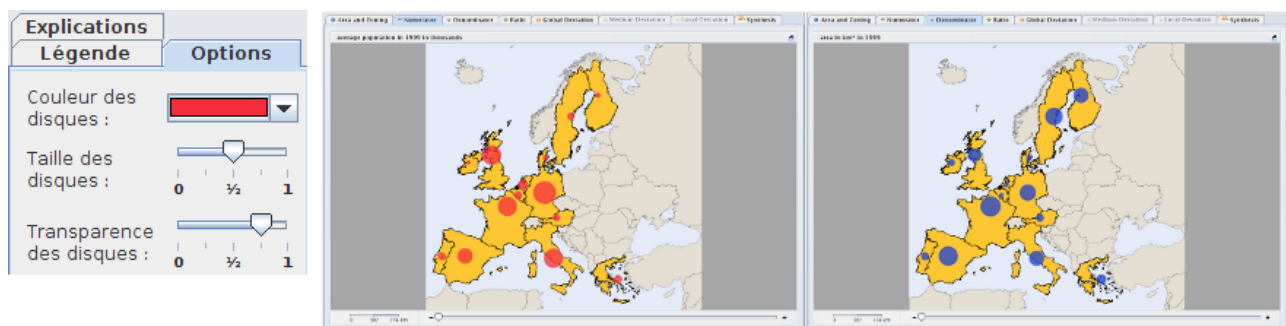 Explications
Légende
Options
Couleur des
disques :
Taille des
disques :
0 ½ 1
Transparence
des disques :
0 ½ 1
Area and Zoning Numerator Denominator Ratio Global Deviation Medium Deviation Local Deviation Synthesis
average population in 1999 in thousands
Area and Zoning Numerator Denominator Ratio Global Deviation Medium Deviation Local Deviation Synthesis
area in km² in 1999